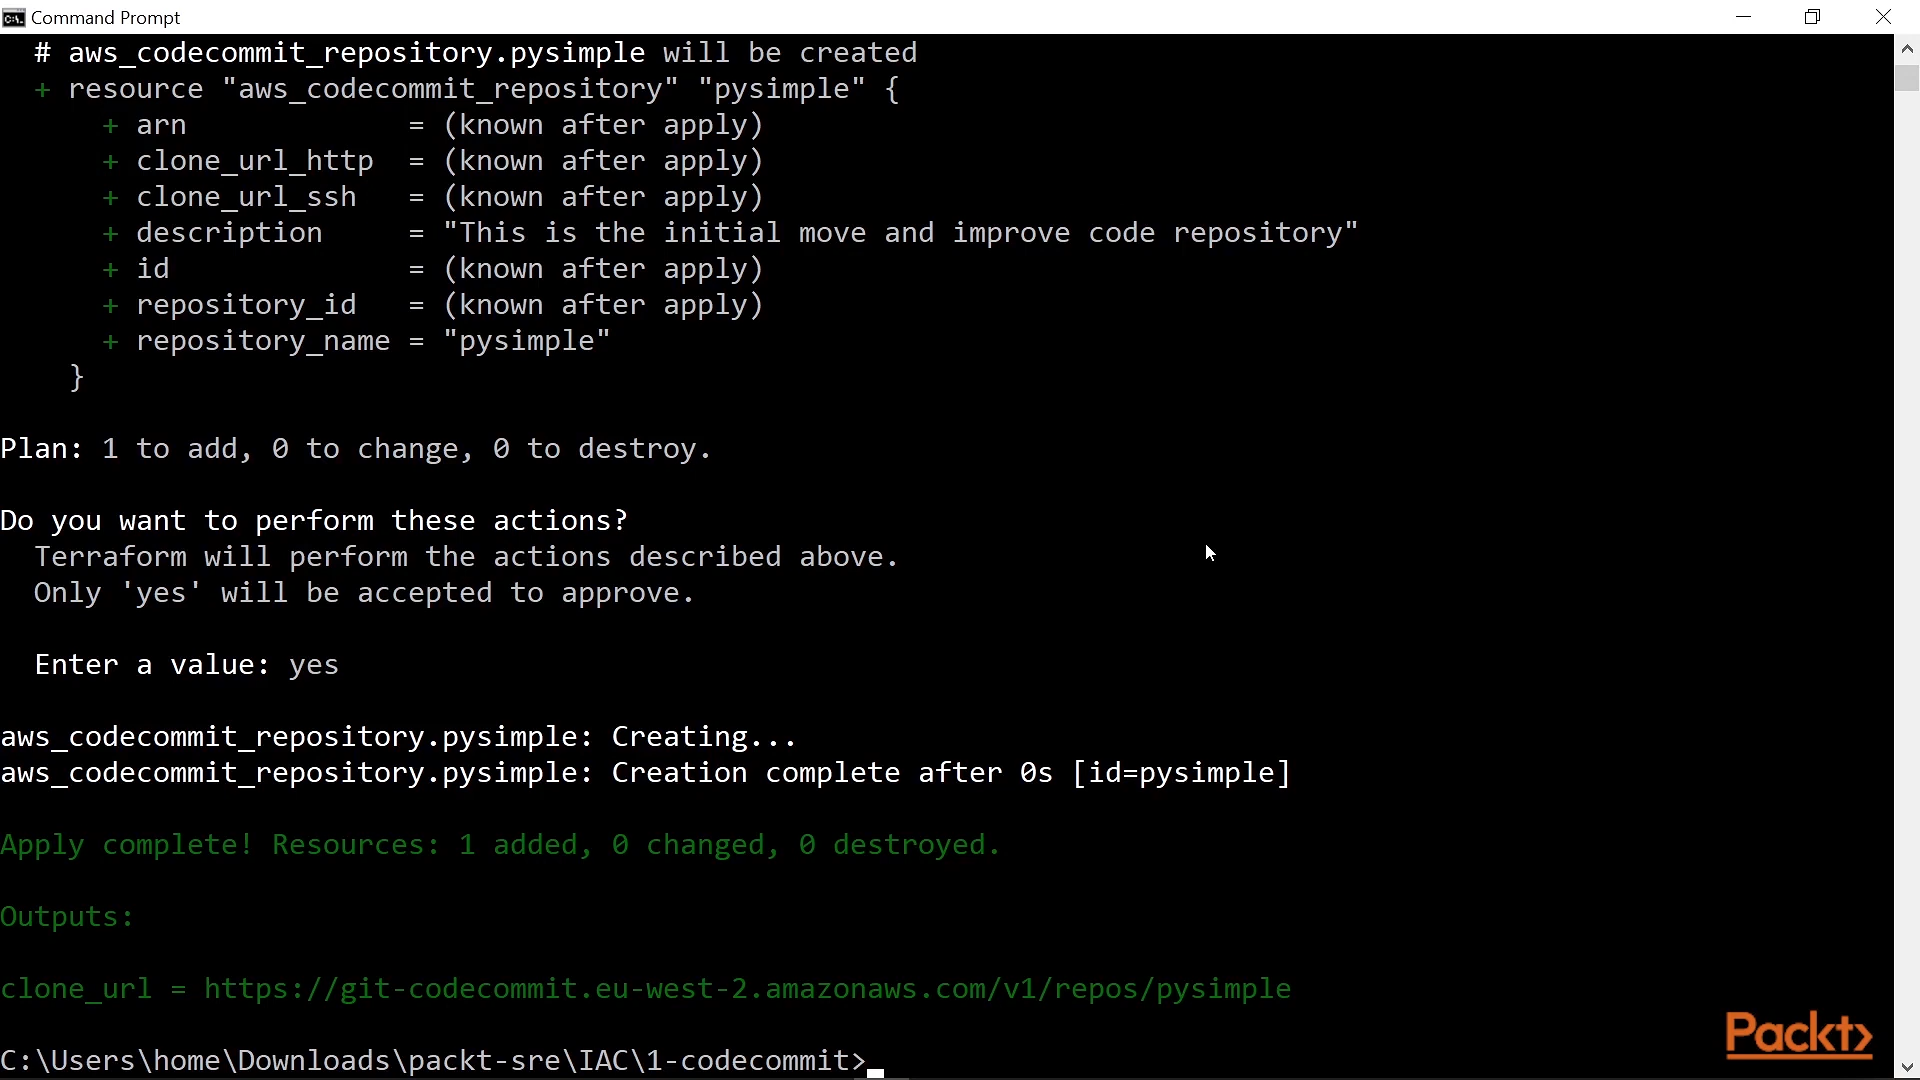 Command Prompt
# aws_codecommit_repository.pysimple will be created
+ resource "aws_codecommit_repository" "pysimple" {
+ arn = (known after apply)
+ clone_url_http = (known after apply)
+ clone_url_ssh = (known after apply)
+ description = "This is the initial move and improve code repository"
+ id = (known after apply)
+ repository_id = (known after apply)
+ repository_name = "pysimple"
}
Plan: 1 to add, 0 to change, 0 to destroy.
Do you want to perform these actions?
Terraform will perform the actions described above.
Only 'yes' will be accepted to approve.
Enter a value: yes
aws_codecommit_repository.pysimple: Creating...
aws_codecommit_repository.pysimple: Creation complete after 0s [id=pysimple]
Apply complete! Resources: 1 added, 0 changed, 0 destroyed.
Outputs:
clone_url = https://git-codecommit.eu-west-2.amazonaws.com/v1/repos/pysimple
C:\Users\home\Downloads\packt-sre\IAC\1-codecommit>
Packt>